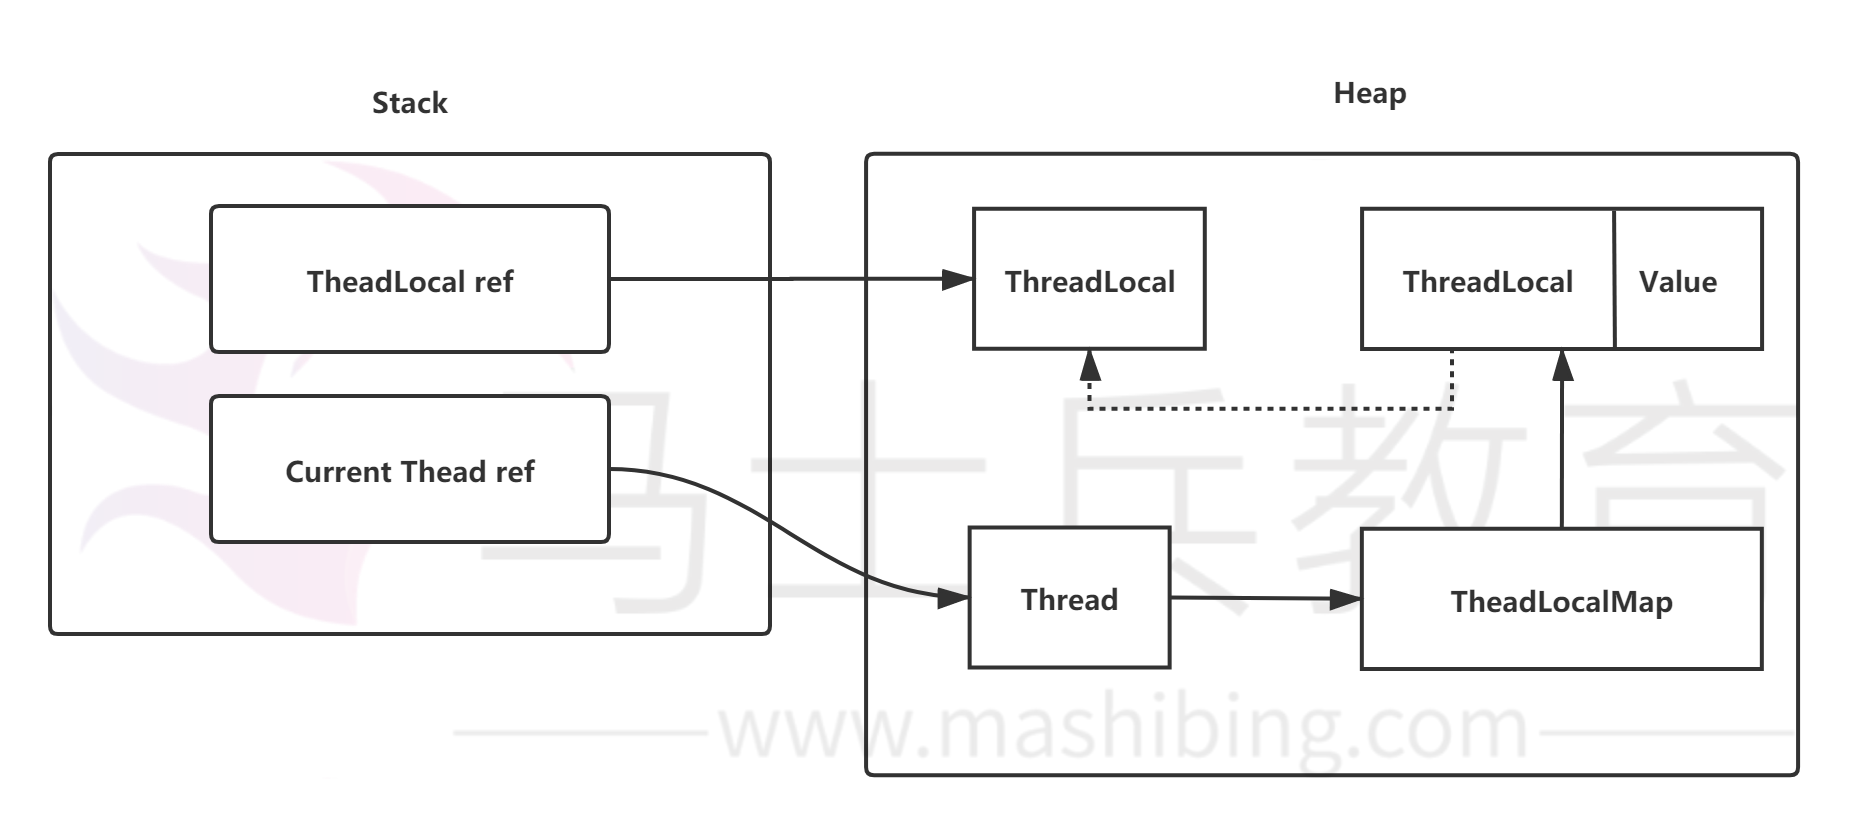 Stack
Heap
TheadLocal ref
ThreadLocal
ThreadLocal
Value
Current Thead ref
Thread
TheadLocalMap
马士兵教育
www.mashibing.com